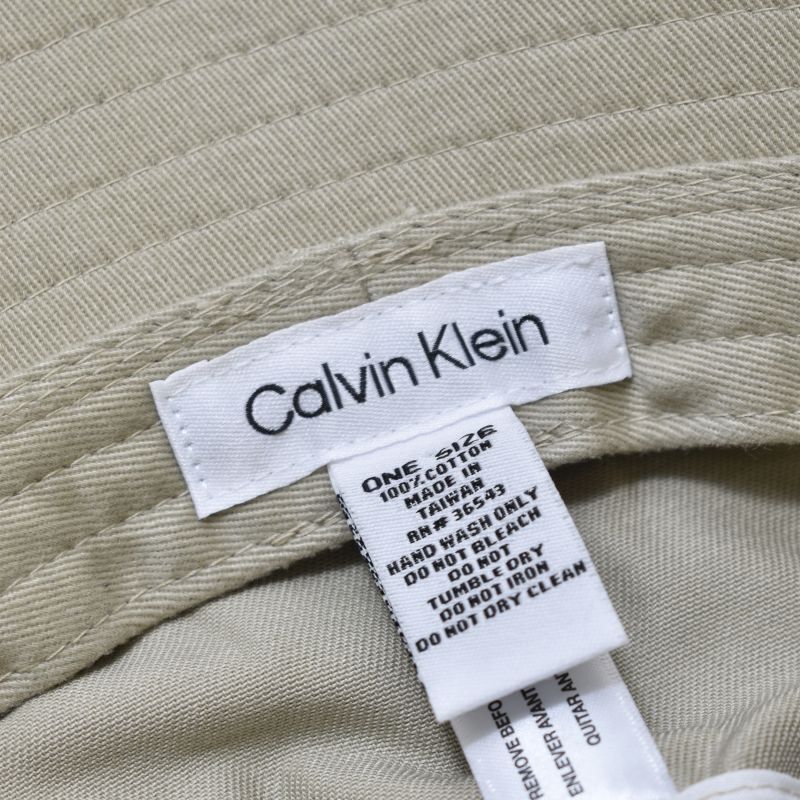 Calvin Klein
ONE SIZE
100% COTTON
MADE IN
TAIWAN
RN# 36543
HAND WASH ONLY
DO NOT BLEACH
DO NOT
TUMBLE DRY
DO NOT IRON
DO NOT DRY CLEAN
REMOVE BEFO
ENLEVER AVANT
QUITAR AN